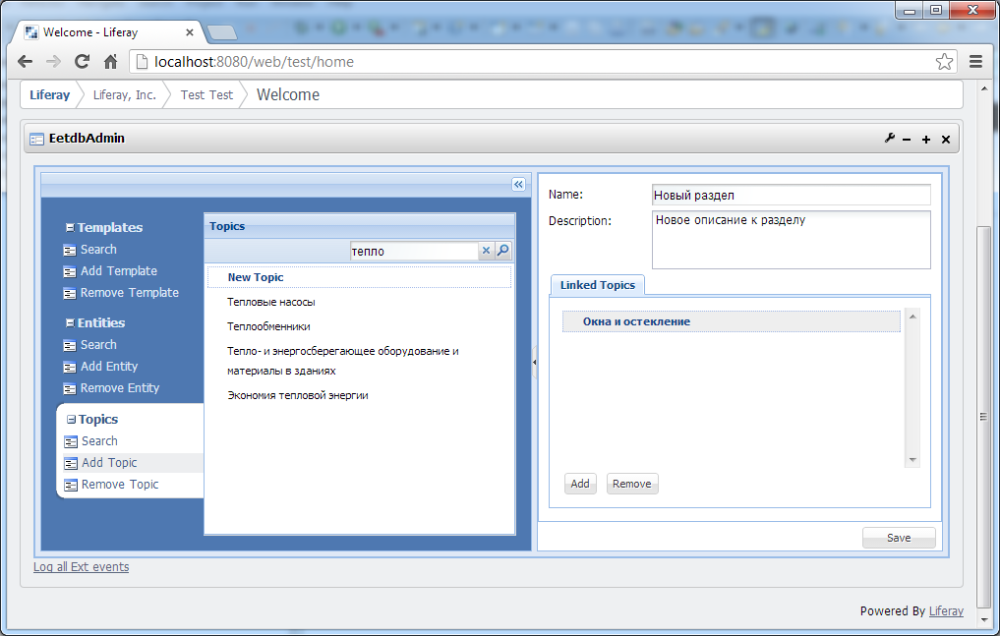 Welcome - Liferay
localhost:8080/web/test/home
Liferay Liferay, Inc. Test Test Welcome
EetdbAdmin
Templates
Search
Add Template
Remove Template
Entities
Search
Add Entity
Remove Entity
Topics
Search
Add Topic
Remove Topic
Topics
тепло
New Topic
Тепловые насосы
Теплообменники
Тепло- и энергосберегающее оборудование и
материалы в зданиях
Экономия тепловой энергии
Name: Новый раздел
Description: Новое описание к разделу
Linked Topics
Окна и остекление
Add Remove
Save
Log all Ext events
Powered By Liferay